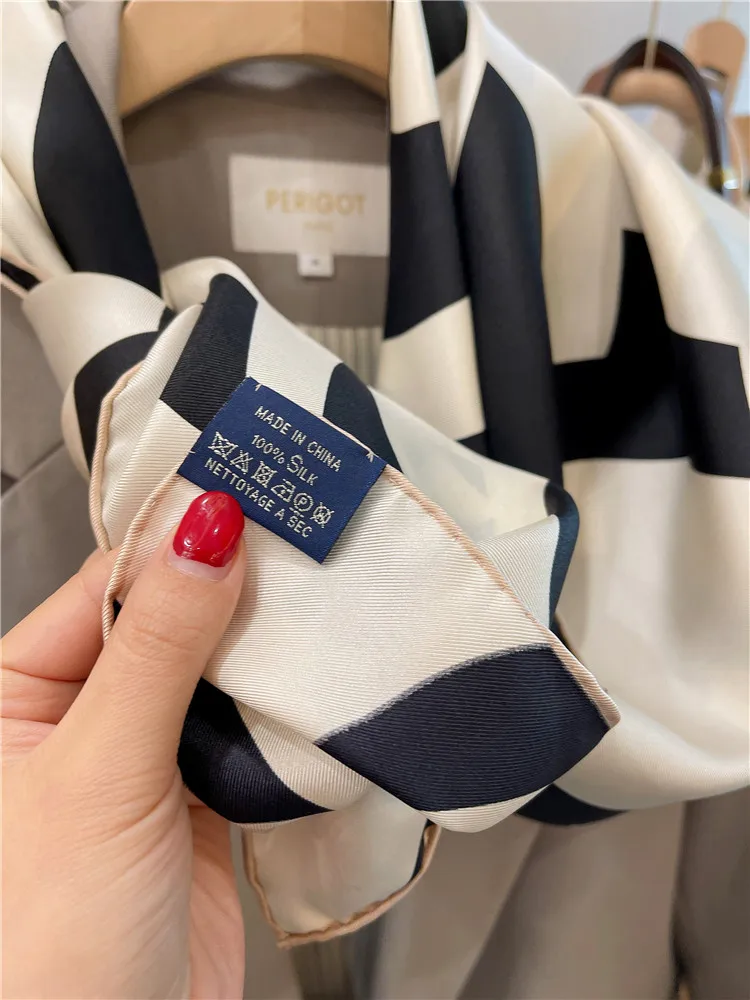 PERIGOT
MADE IN CHINA
100% SILK
NETTOYAGE A SEC